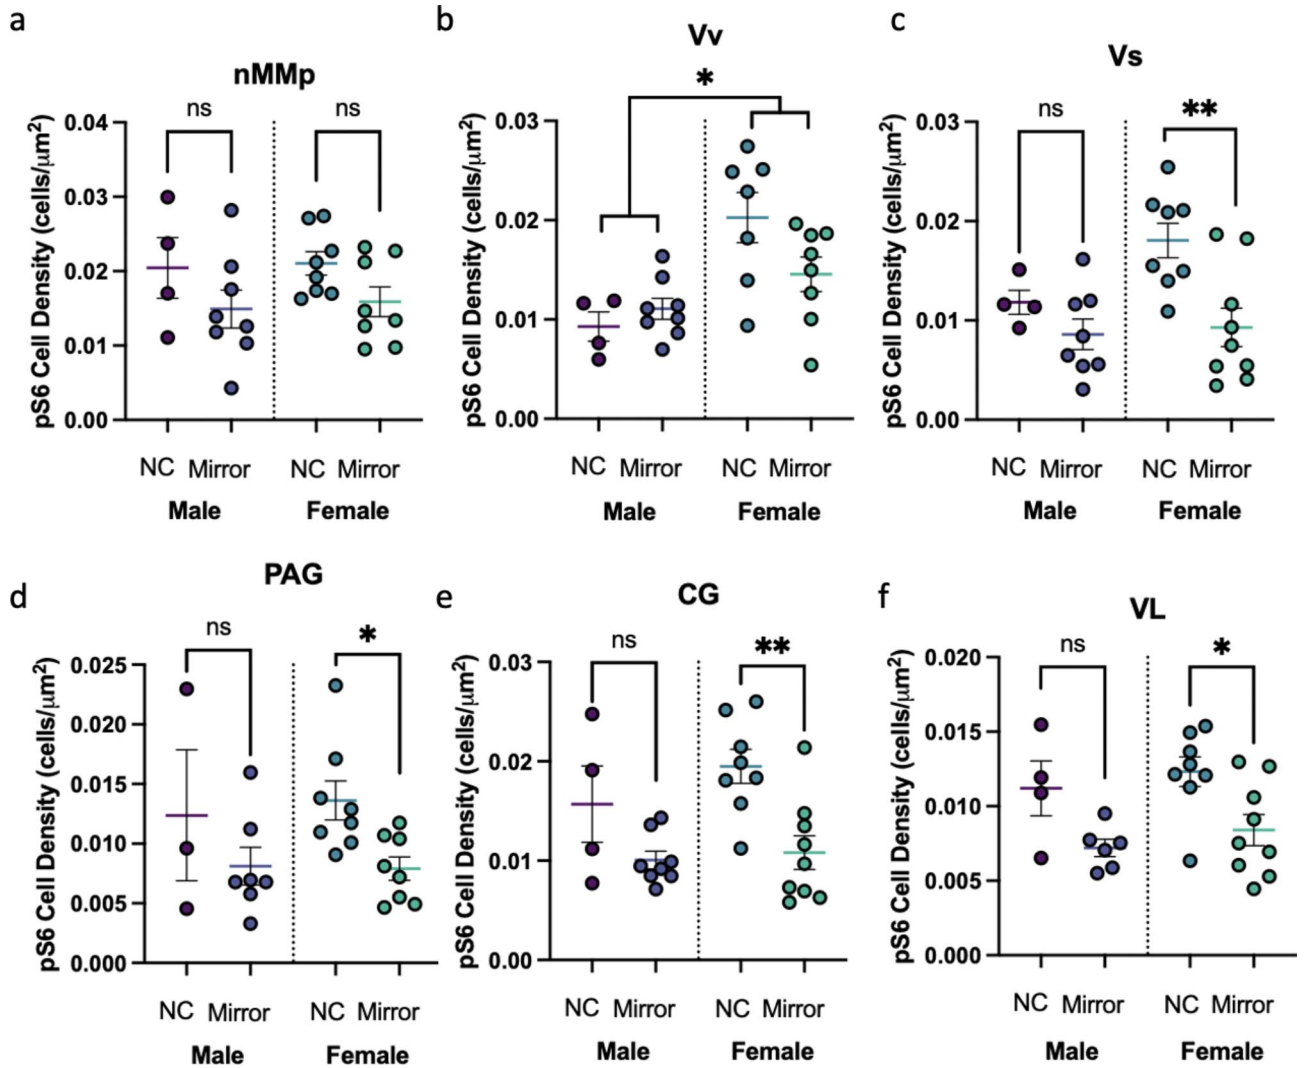 a
nMMp
ns
ns
pS6 Cell Density (cells/μm²)
0.04
0.03
0.02
0.01
0.00
NC Mirror NC Mirror
Male Female
b
Vv
*
pS6 Cell Density (cells/μm²)
0.03
0.02
0.01
0.00
NC Mirror NC Mirror
Male Female
c
Vs
ns
**
pS6 Cell Density (cells/μm²)
0.03
0.02
0.01
0.00
NC Mirror NC Mirror
Male Female
d
PAG
ns
*
pS6 Cell Density (cells/μm²)
0.025
0.020
0.015
0.010
0.005
0.000
NC Mirror NC Mirror
Male Female
e
CG
ns
**
pS6 Cell Density (cells/μm²)
0.03
0.02
0.01
0.00
NC Mirror NC Mirror
Male Female
f
VL
ns
*
pS6 Cell Density (cells/μm²)
0.020
0.015
0.010
0.005
0.000
NC Mirror NC Mirror
Male Female